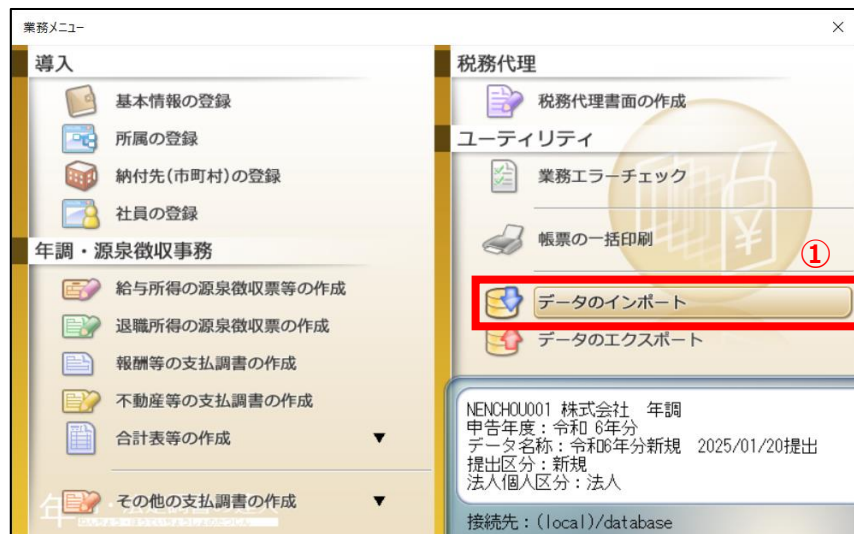 業務メニュー
導入
基本情報の登録
所属の登録
納付先(市町村)の登録
社員の登録
年調・源泉徴収事務
給与所得の源泉徴収票等の作成
退職所得の源泉徴収票の作成
報酬等の支払調書の作成
不動産等の支払調書の作成
合計表等の作成 ▼
その他の支払調書の作成 ▼
税務代理
税務代理書面の作成
ユーティリティ
業務エラーチェック
帳票の一括印刷
①
データのインポート
データのエクスポート
NENCHOU001 株式会社 年調
申告年度:令和 6年分
データ名称:令和6年分新規 2025/01/20提出
提出区分:新規
法人個人区分:法人
接続先:(local)/database